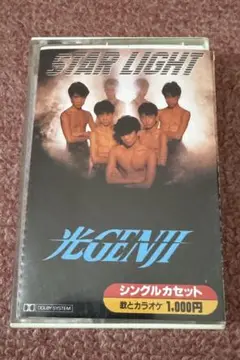 STAR LIGHT
光GENJI
シングルカセット
歌とカラオケ 1,000円
DOLBY SYSTEM